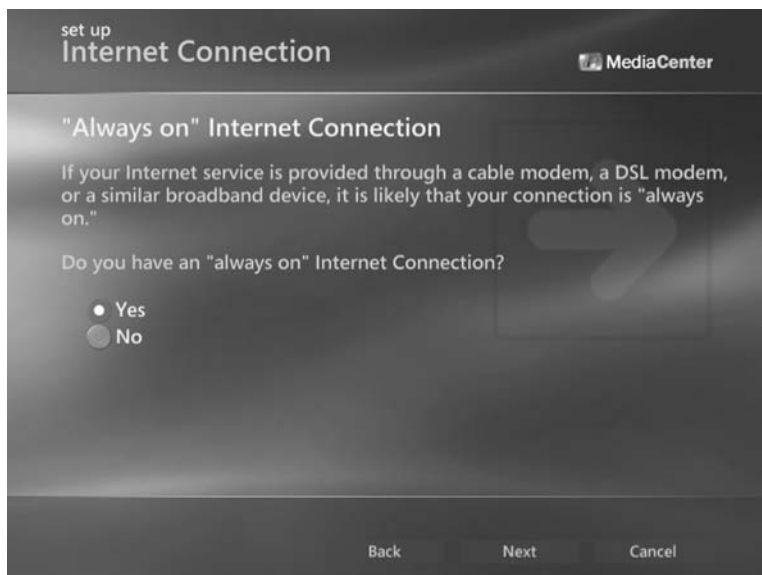 set up
Internet Connection
MediaCenter
"Always on" Internet Connection
If your Internet service is provided through a cable modem, a DSL modem,
or a similar broadband device, it is likely that your connection is "always
on."
Do you have an "always on" Internet Connection?
Yes
No
Back Next Cancel